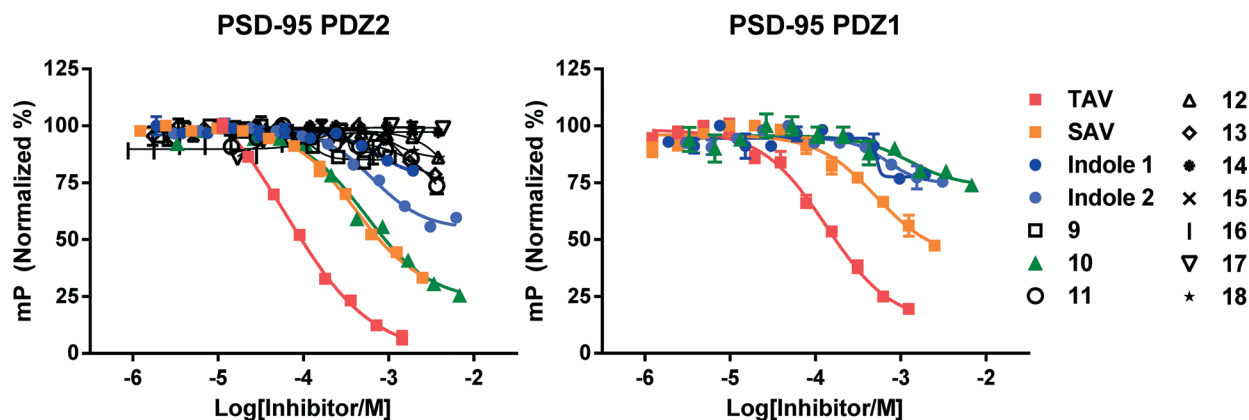 PSD-95 PDZ2
mP (Normalized %)
125
100
75
50
25
0
-6 -5 -4 -3 -2
Log[Inhibitor/M]
PSD-95 PDZ1
mP (Normalized %)
125
100
75
50
25
0
-6 -5 -4 -3 -2
Log[Inhibitor/M]
TAV
SAV
Indole 1
Indole 2
9
10
11
12
13
14
15
16
17
18